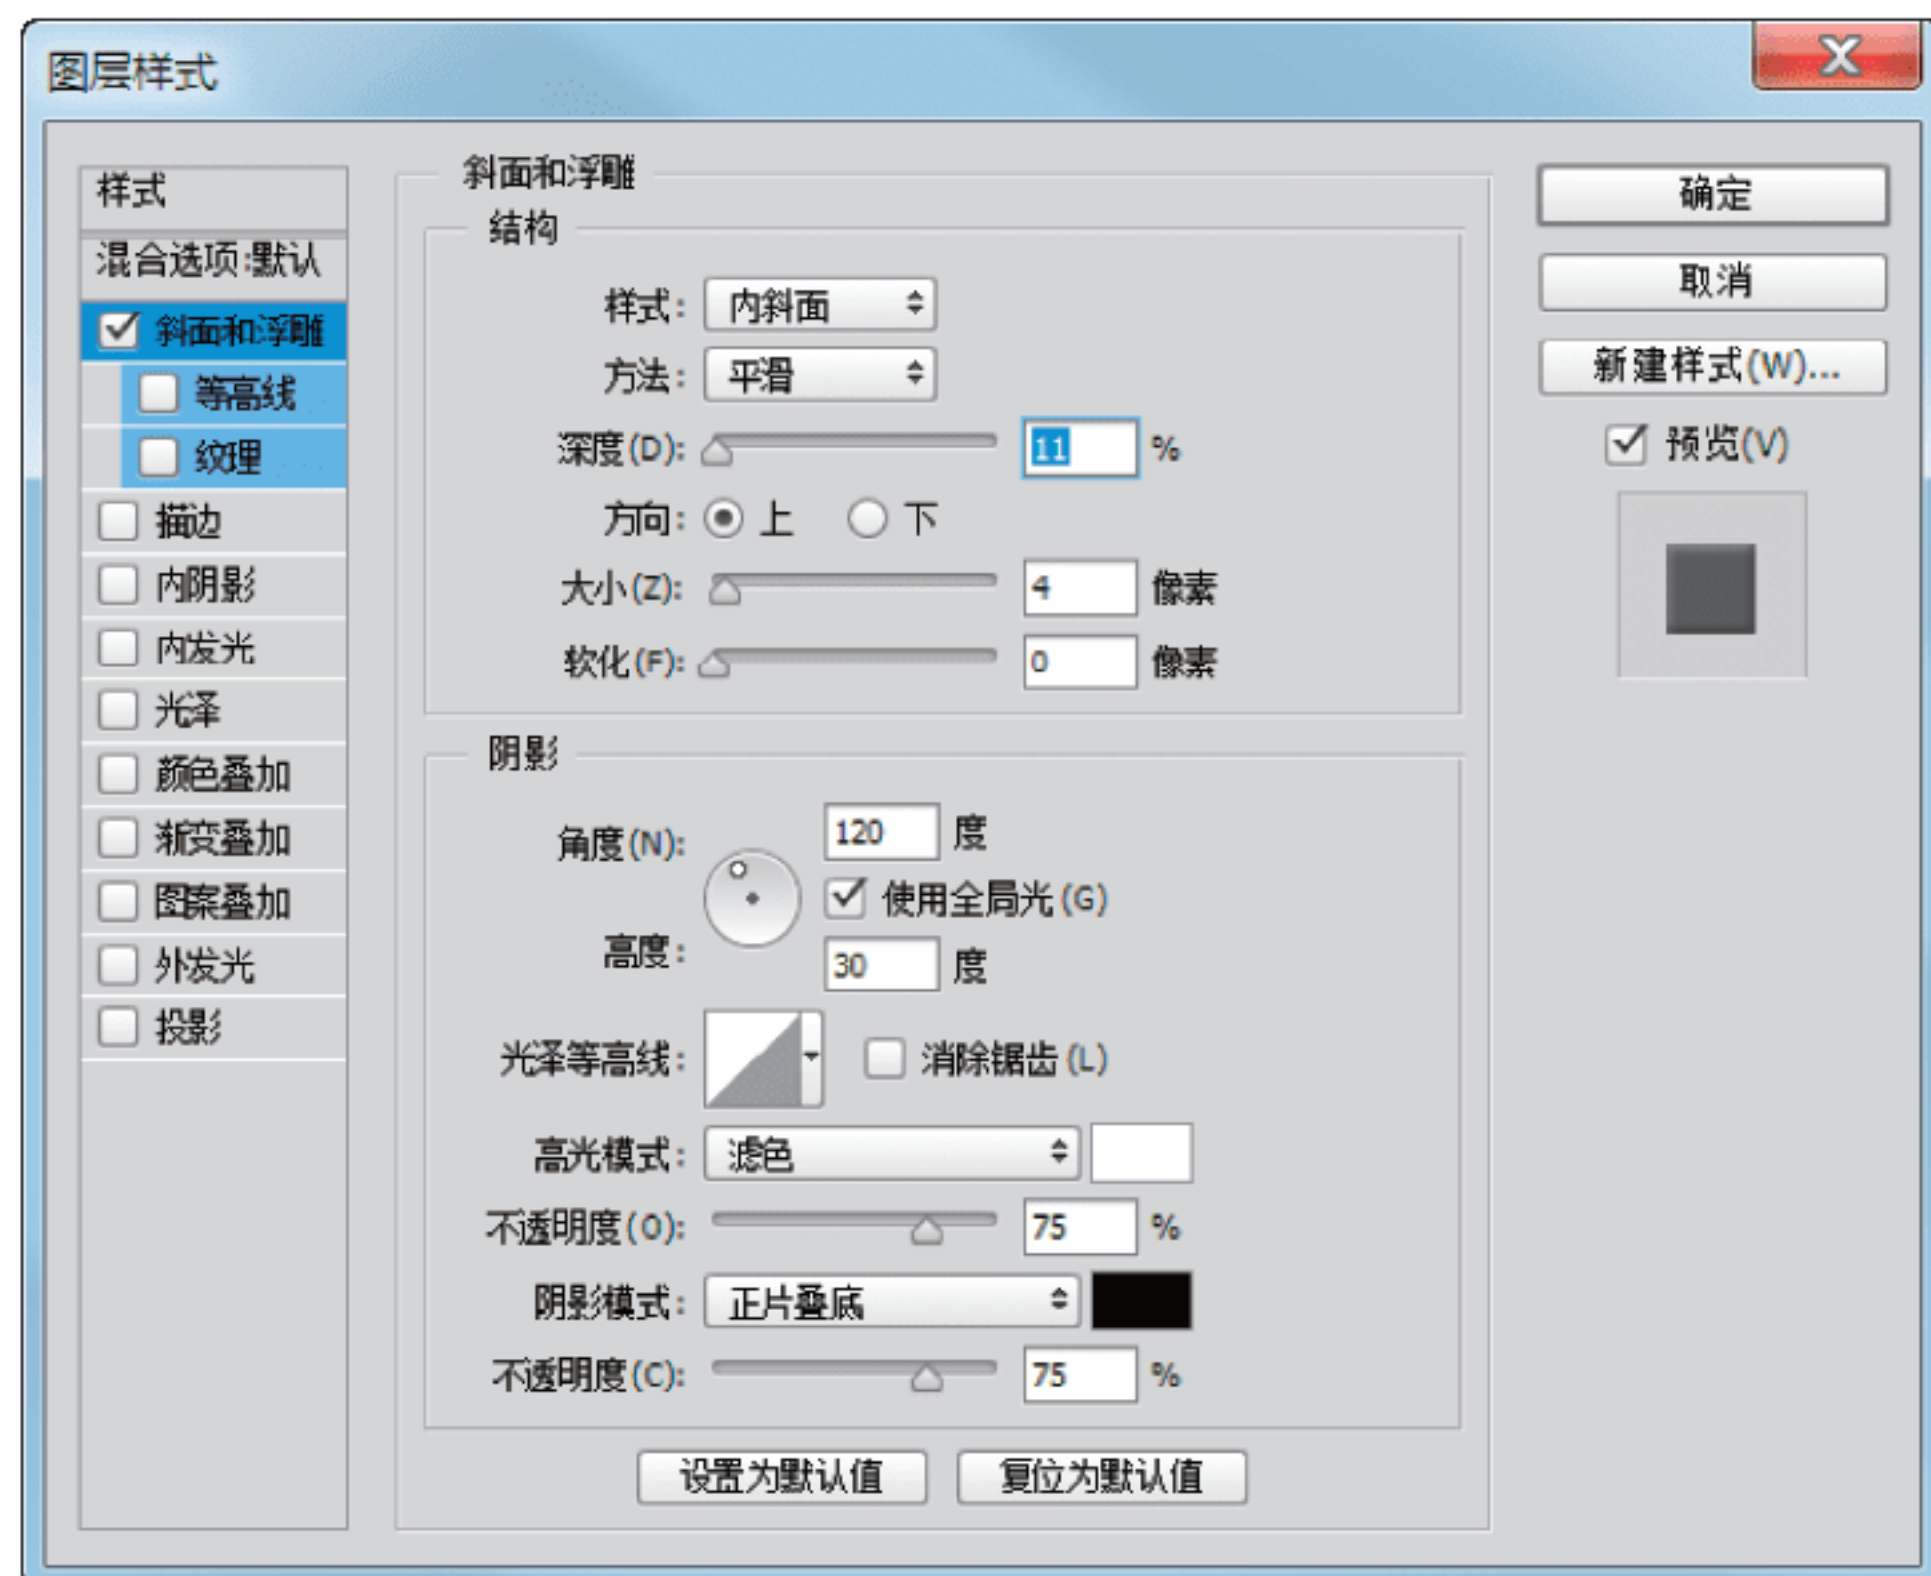 图层样式
样式
混合选项:默认
斜面和浮雕
等高线
纹理
描边
内阴影
内发光
光泽
颜色叠加
渐变叠加
图案叠加
外发光
投影
斜面和浮雕
结构
样式: 内斜面
方法: 平滑
深度(D): 11 %
方向: 上 下
大小(Z): 4 像素
软化(F): 0 像素
阴影
角度(N): 120 度
使用全局光(G)
高度: 30 度
光泽等高线: 消除锯齿(L)
高光模式: 滤色
不透明度(O): 75 %
阴影模式: 正片叠底
不透明度(C): 75 %
设置为默认值 复位为默认值
确定
取消
新建样式(W)...
预览(V)